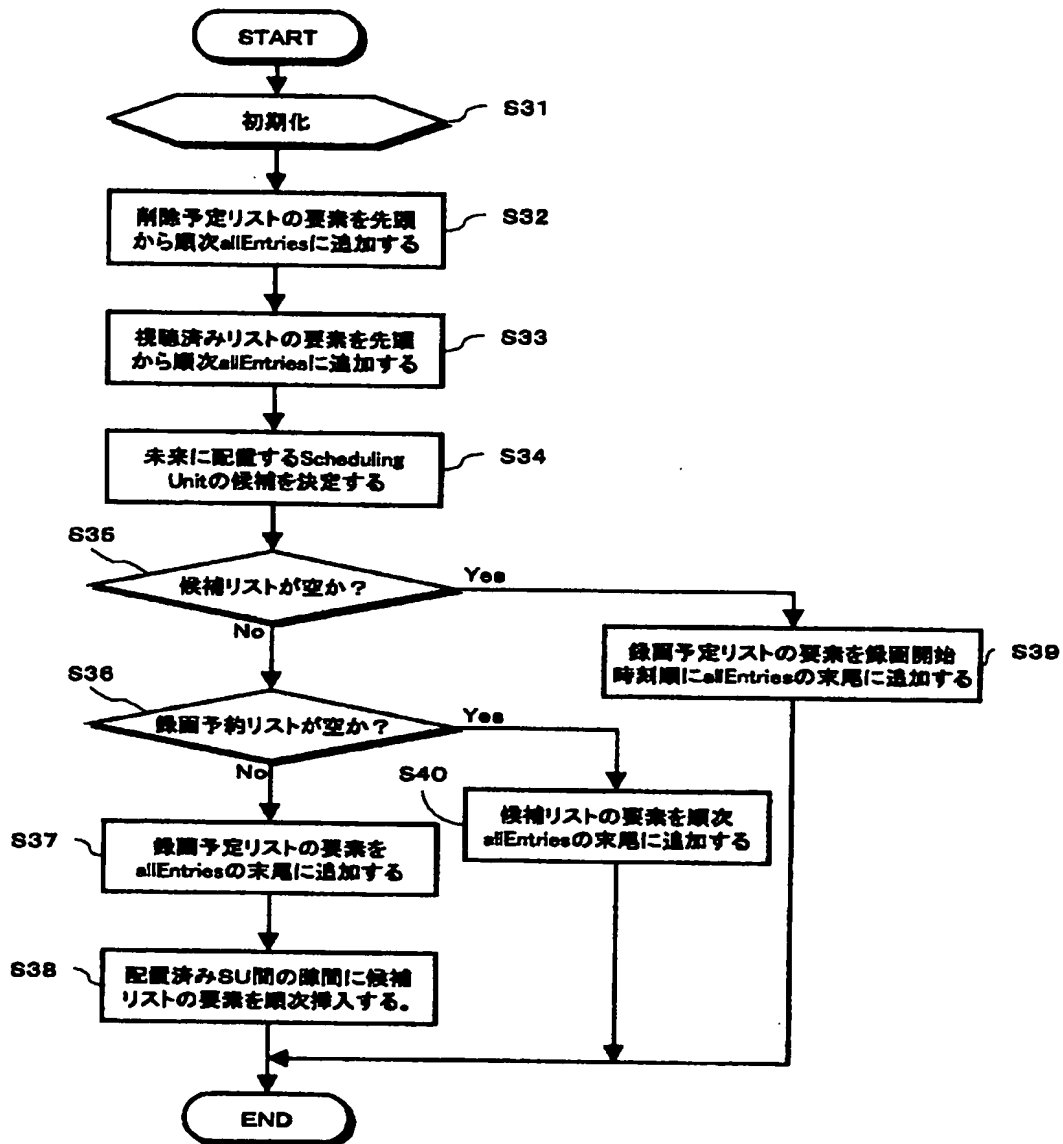 START
初期化
S31
削除予定リストの要素を先頭
から順次allEntriesに追加する
S32
視聴済みリストの要素を先頭
から順次allEntriesに追加する
S33
未来に配置するScheduling
Unitの候補を決定する
S34
S35
候補リストが空か？
Yes
No
録画予定リストの要素を録画開始
時刻順にallEntriesの末尾に追加する
S39
S36
録画予約リストが空か？
Yes
No
S40
候補リストの要素を順次
allEntriesの末尾に追加する
S37
録画予定リストの要素を
allEntriesの末尾に追加する
S38
配置済みSU間の隙間に候補
リストの要素を順次挿入する。
END